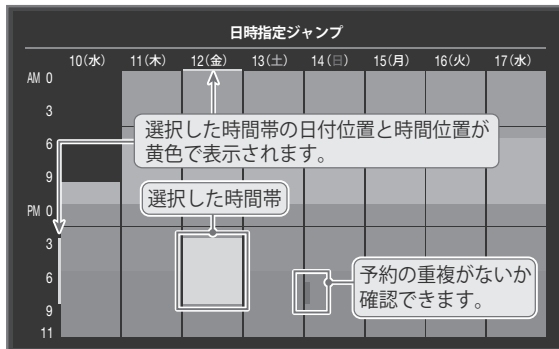 日時指定ジャンプ
10(水) 11(木) 12(金) 13(土) 14(日) 15(月) 16(火) 17(水)
AM 0
3
選択した時間帯の日付位置と時間位置が
6
黄色で表示されます。
9
選択した時間帯
PM 0
3
予約の重複がないか
6
確認できます。
9
11